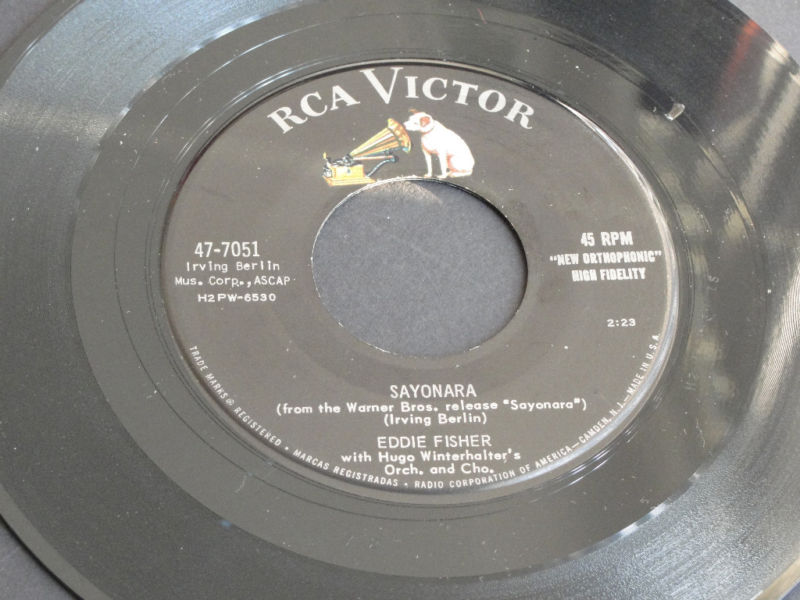 RCA VICTOR
47-7051
Irving Berlin
Mus. Corp., ASCAP
H2PW-6530
45 RPM
"NEW ORTHOPHONIC"
HIGH FIDELITY
2:23
SAYONARA
(from the Warner Bros. release "Sayonara")
(Irving Berlin)
EDDIE FISHER
with Hugo Winterhalter's
Orch. and Cho.
TRADE MARKS ® REGISTERED • MARCAS REGISTRADAS • RADIO CORPORATION OF AMERICA—CAMDEN, N.J.—MADE IN U.S.A.